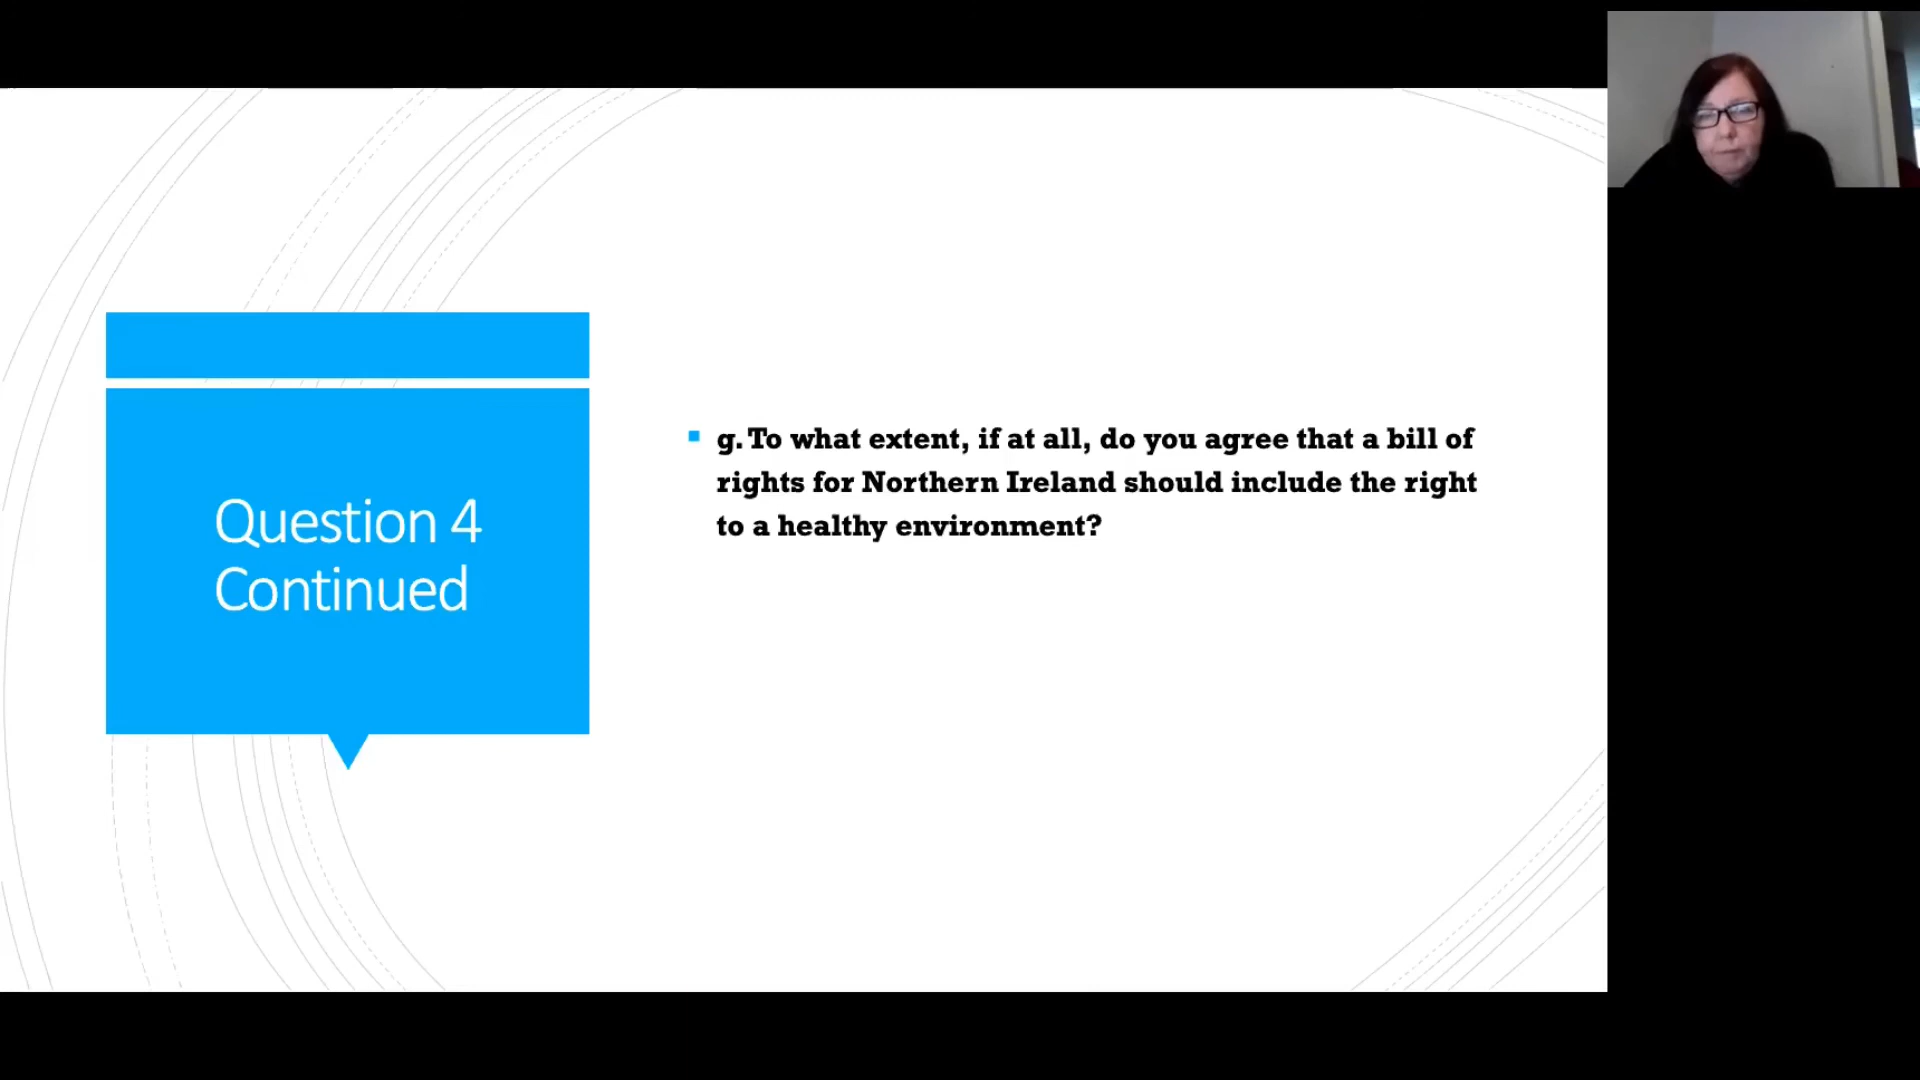 Question 4
Continued
g. To what extent, if at all, do you agree that a bill of
rights for Northern Ireland should include the right
to a healthy environment?